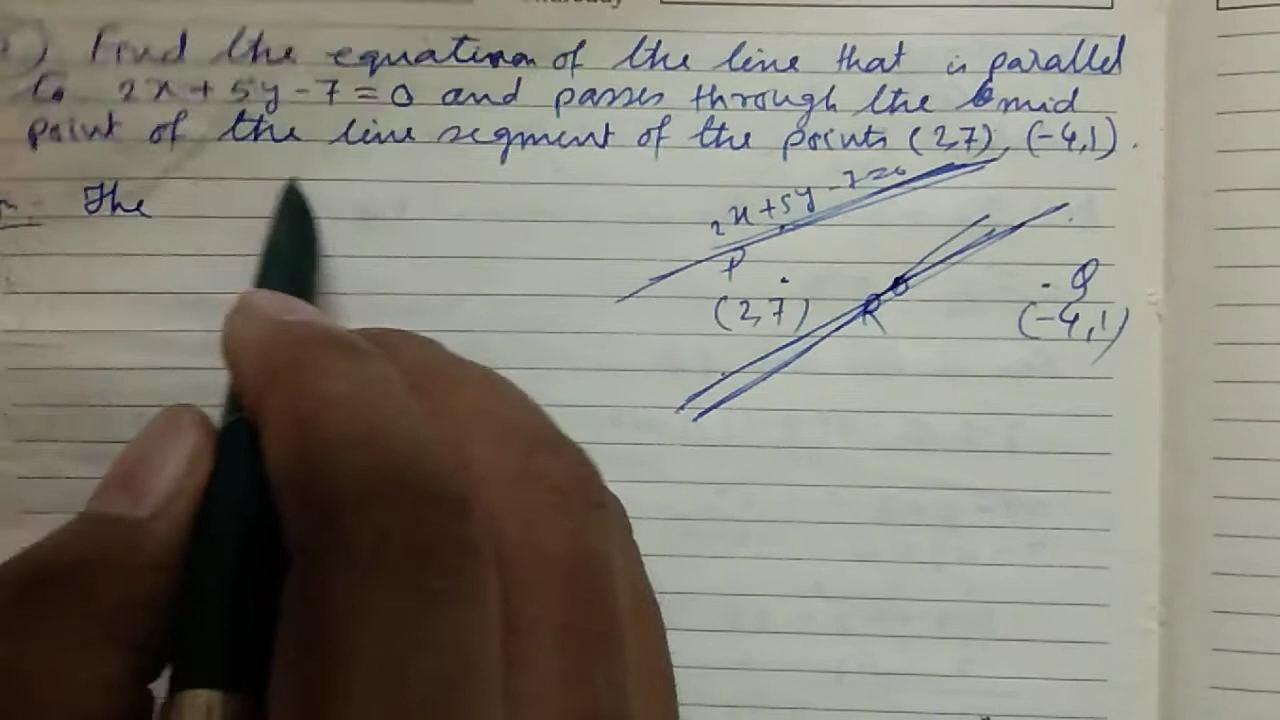 ) Find the equation of the line that is parallel
to 2x+5y-7=0 and passes through the mid
point of the line segment of the points (2,7), (-4,1).
The
2x+5y-7=0
P
(2,7)
R
Q
(-4,1)